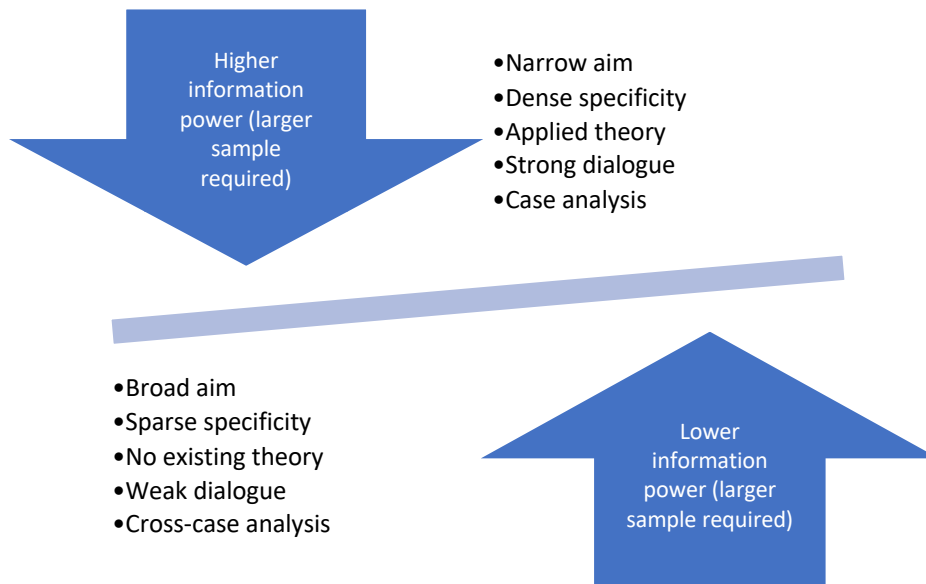 Higher
information
power (larger
sample
required)
•Narrow aim
•Dense specificity
•Applied theory
•Strong dialogue
•Case analysis
•Broad aim
•Sparse specificity
•No existing theory
•Weak dialogue
•Cross-case analysis
Lower
information
power (larger
sample required)